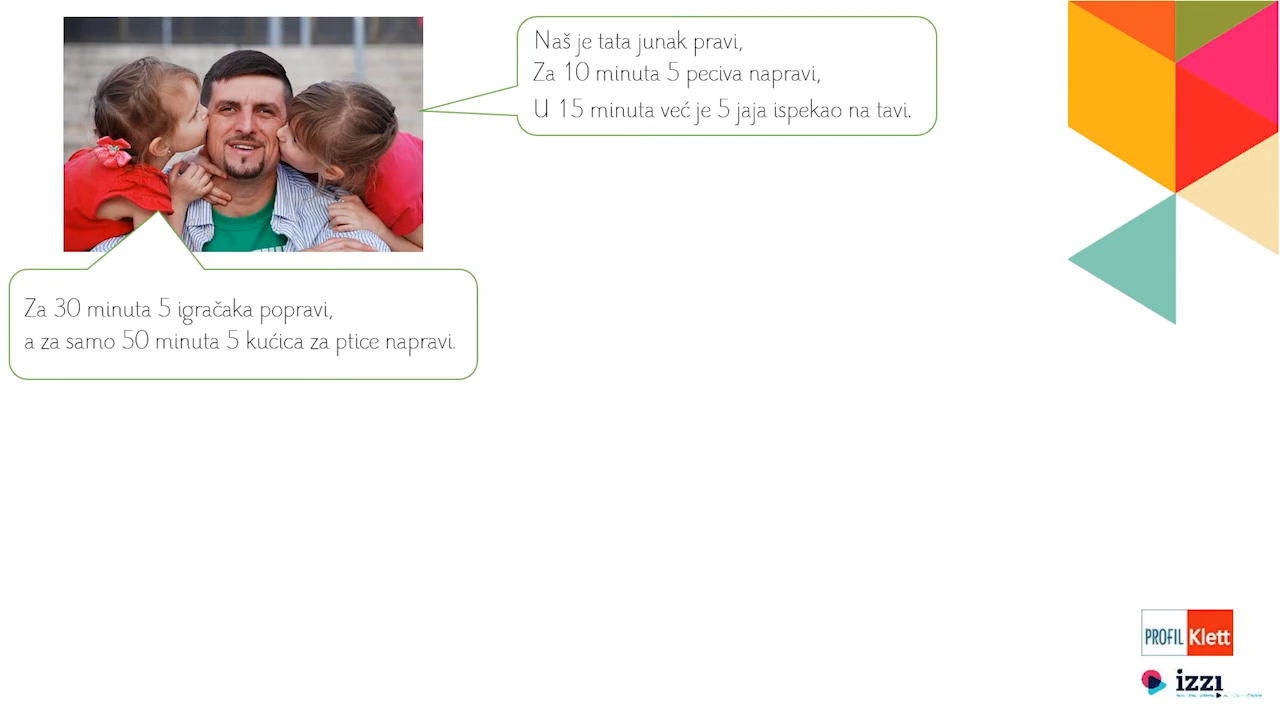 Naš je tata junak pravi,
Za 10 minuta 5 peciva napravi,
U 15 minuta već je 5 jaja ispekao na tavi.
Za 30 minuta 5 igračaka popravi,
a za samo 50 minuta 5 kućica za ptice napravi.
PROFIL Klett
izzi